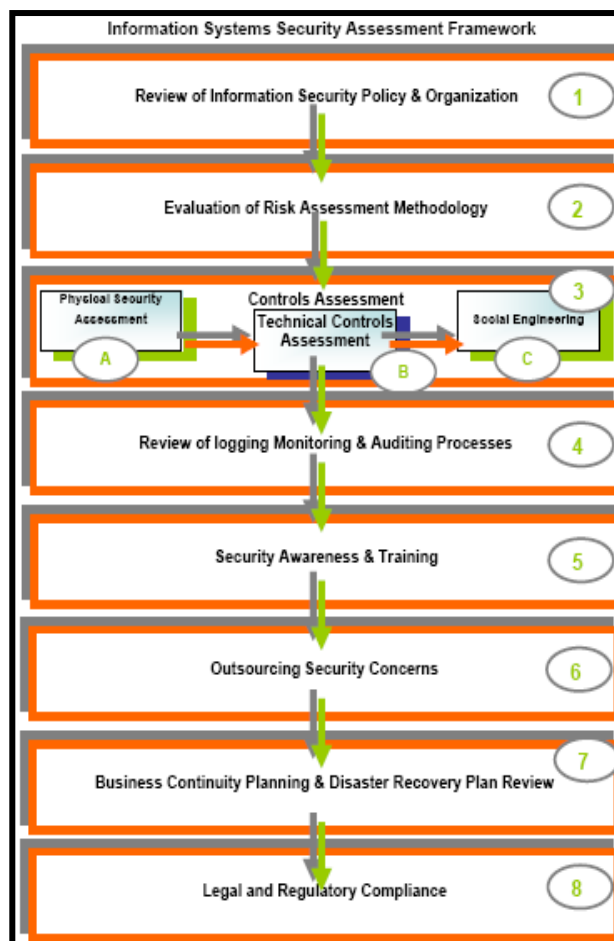 Information Systems Security Assessment Framework
Review of Information Security Policy & Organization
1
Evaluation of Risk Assessment Methodology
2
3
Controls Assessment
Physical Security
Assessment
A
Technical Controls
Assessment
B
Social Engineering
C
Review of logging Monitoring & Auditing Processes
4
Security Awareness & Training
5
Outsourcing Security Concerns
6
7
Business Continuity Planning & Disaster Recovery Plan Review
Legal and Regulatory Compliance
8